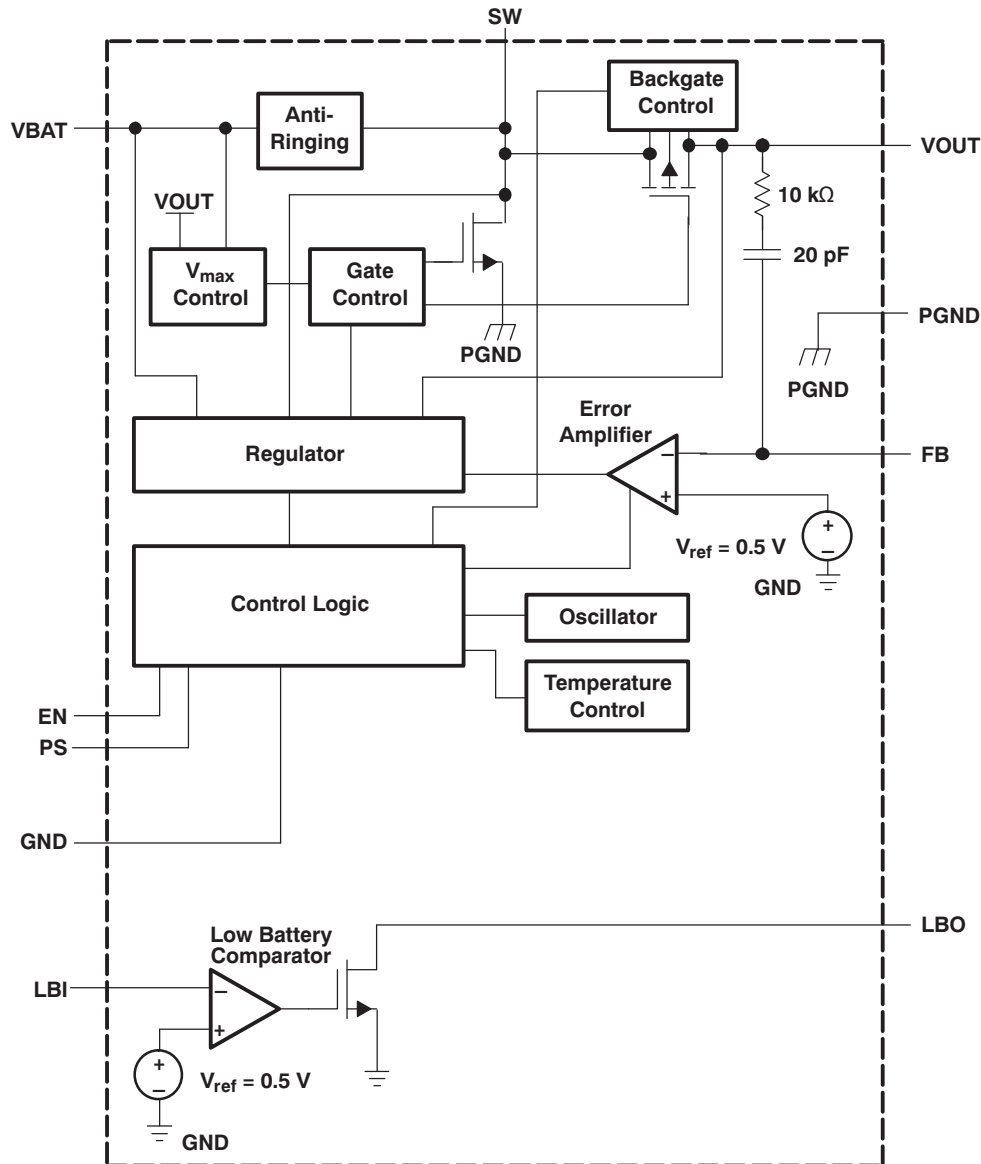 SW
Backgate
Control
Anti-
Ringing
VBAT
VOUT
VOUT
10 kΩ
20 pF
Vmax
Control
Gate
Control
PGND
PGND
PGND
Error
Amplifier
Regulator
−
FB
+
Vref = 0.5 V
+
−
GND
Control Logic
Oscillator
Temperature
Control
EN
PS
GND
LBO
Low Battery
Comparator
LBI
−
+
+
−
Vref = 0.5 V
GND